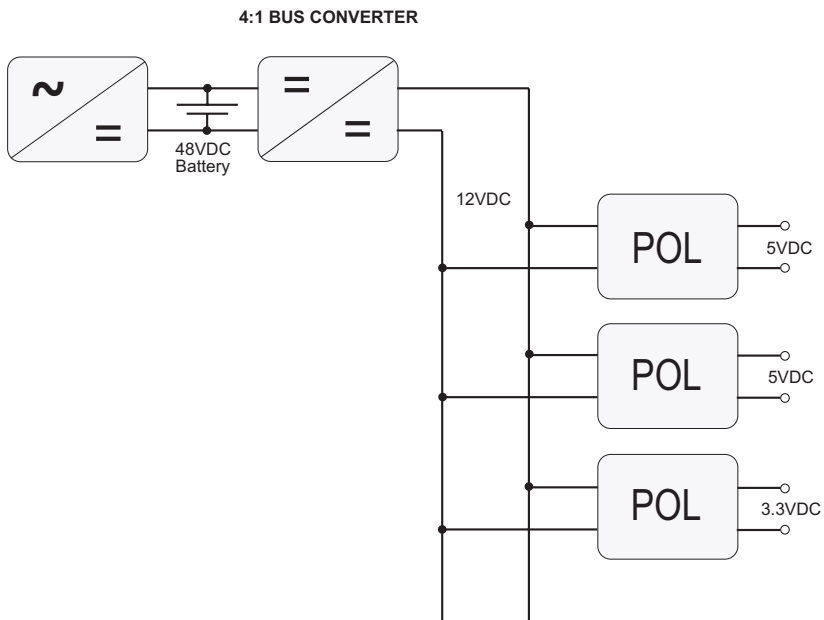 4:1 BUS CONVERTER
~
=
=
=
48VDC
Battery
12VDC
POL
5VDC
POL
5VDC
POL
3.3VDC